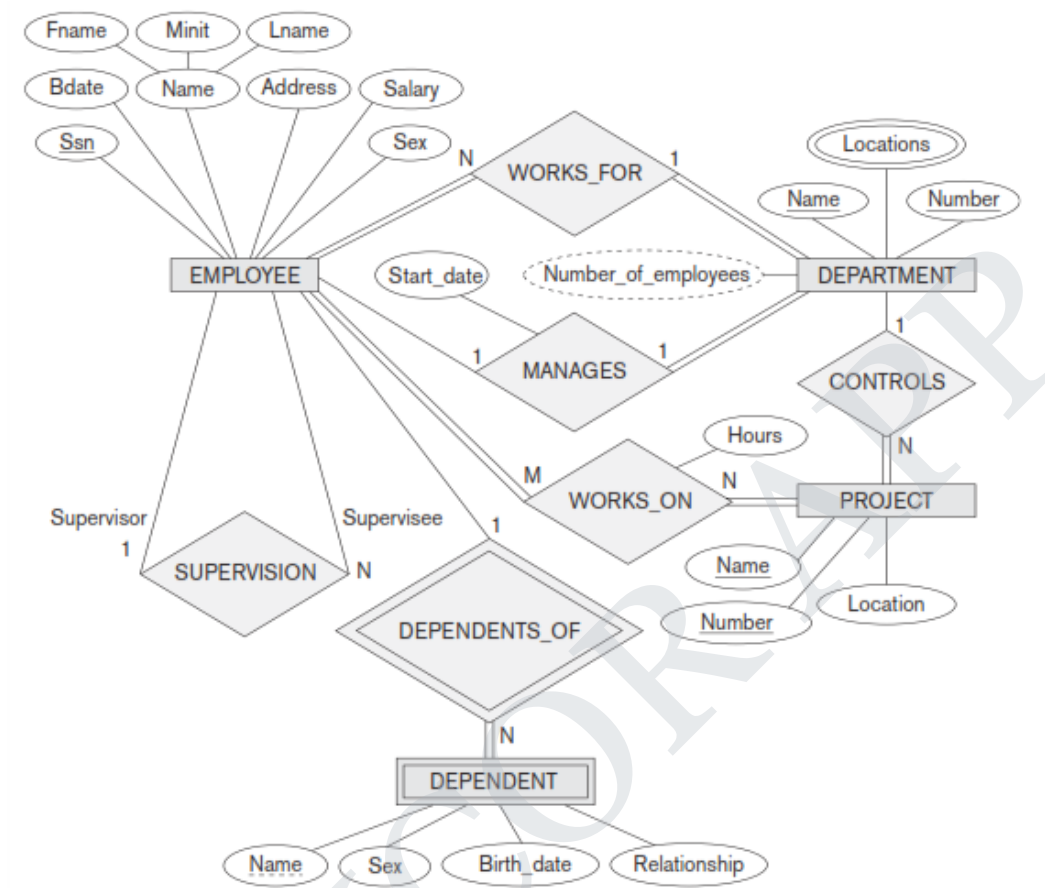 Fname
Minit
Lname
Bdate
Name
Address
Salary
Ssn
Sex
N
WORKS_FOR
1
Locations
Name
Number
EMPLOYEE
Start_date
Number_of_employees
DEPARTMENT
1
MANAGES
1
1
CONTROLS
N
Hours
M
WORKS_ON
N
PROJECT
Supervisor
1
SUPERVISION
Supervisee
N
1
Name
Number
Location
DEPENDENTS_OF
N
DEPENDENT
Name
Sex
Birth_date
Relationship
CORAPP